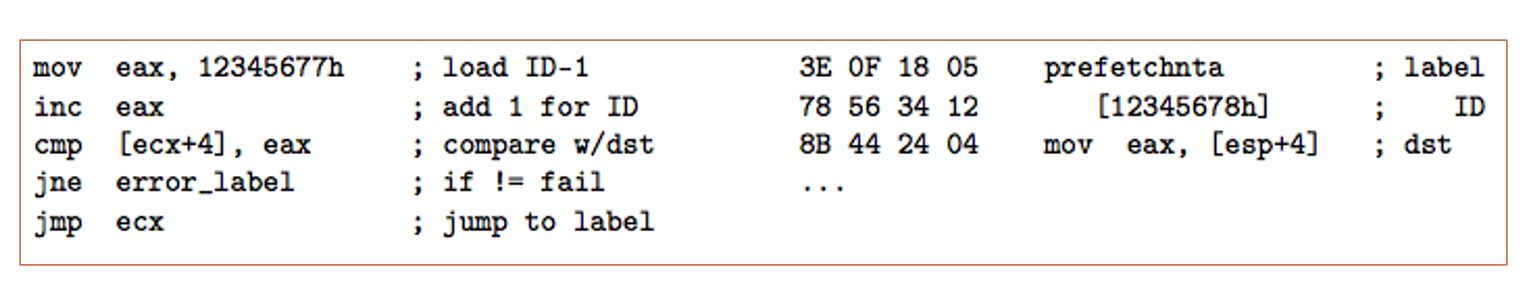 mov eax, 12345677h ; load ID-1 3E 0F 18 05 prefetchnta ; label
inc eax ; add 1 for ID 78 56 34 12 [12345678h] ; ID
cmp [ecx+4], eax ; compare w/dst 8B 44 24 04 mov eax, [esp+4] ; dst
jne error_label ; if != fail ...
jmp ecx ; jump to label